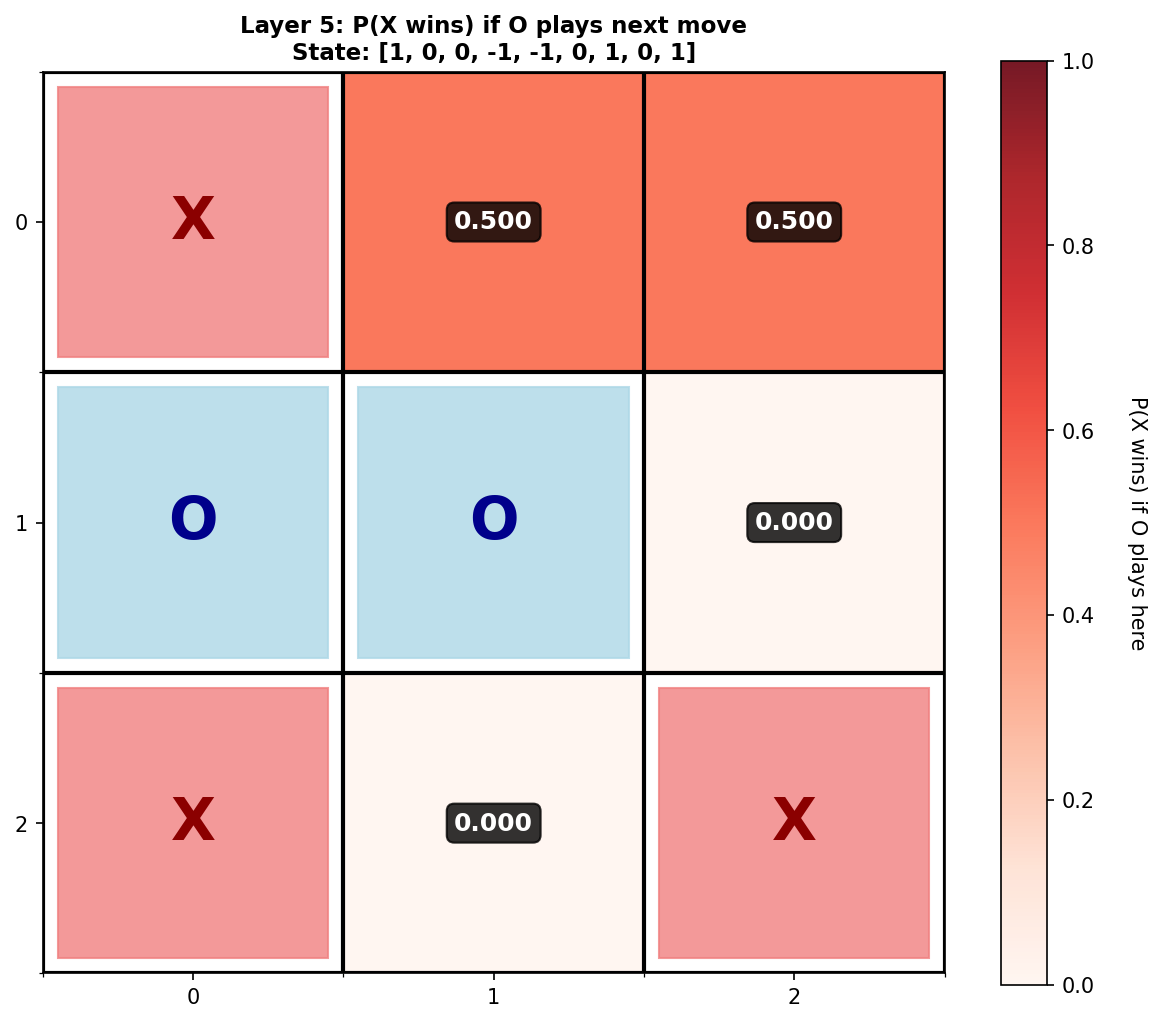 Layer 5: P(X wins) if O plays next move
State: [1, 0, 0, -1, -1, 0, 1, 0, 1]
0
X
0.500
0.500
1
O
O
0.000
2
X
0.000
X
0
1
2
1.0
0.8
0.6
0.4
0.2
0.0
P(X wins) if O plays here